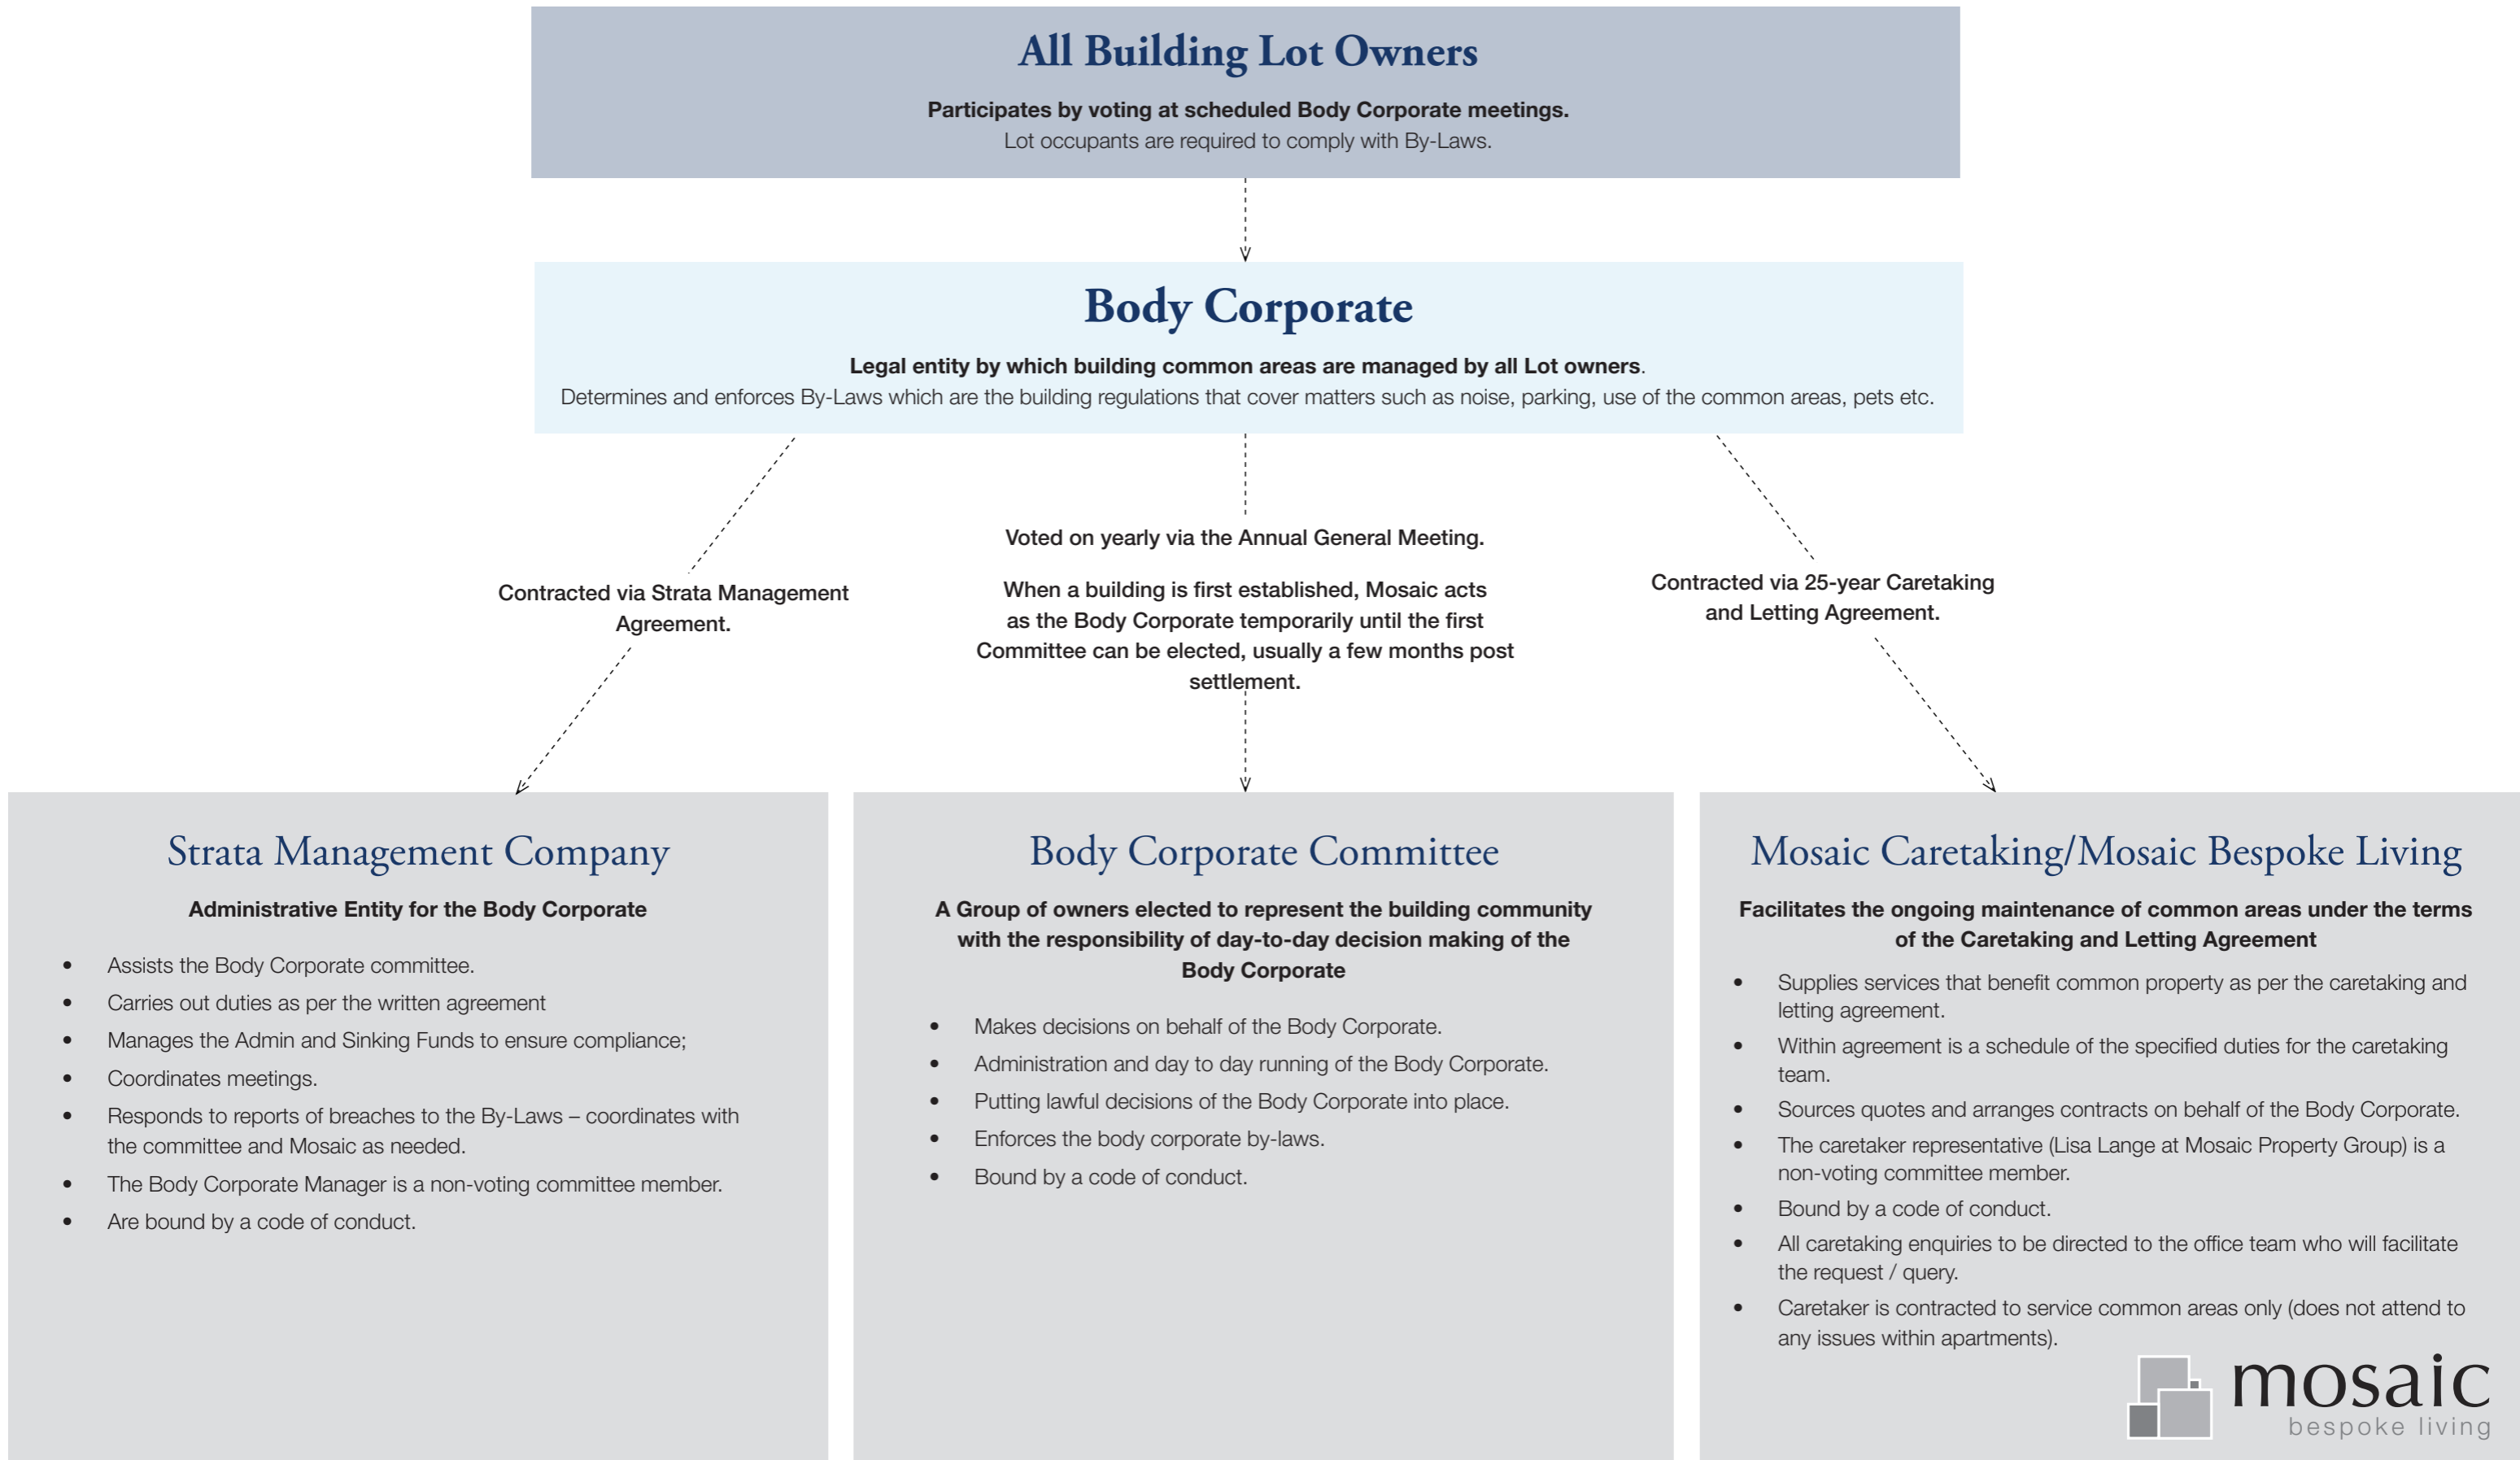 All Building Lot Owners
Participates by voting at scheduled Body Corporate meetings.
Lot occupants are required to comply with By-Laws.
Body Corporate
Legal entity by which building common areas are managed by all Lot owners.
Determines and enforces By-Laws which are the building regulations that cover matters such as noise, parking, use of the common areas, pets etc.
Contracted via Strata Management
Agreement.
Voted on yearly via the Annual General Meeting.
When a building is first established, Mosaic acts
as the Body Corporate temporarily until the first
Committee can be elected, usually a few months post
settlement.
Contracted via 25-year Caretaking
and Letting Agreement.
Strata Management Company
Administrative Entity for the Body Corporate
• Assists the Body Corporate committee.
• Carries out duties as per the written agreement
• Manages the Admin and Sinking Funds to ensure compliance;
• Coordinates meetings.
• Responds to reports of breaches to the By-Laws – coordinates with
the committee and Mosaic as needed.
• The Body Corporate Manager is a non-voting committee member.
• Are bound by a code of conduct.
Body Corporate Committee
A Group of owners elected to represent the building community
with the responsibility of day-to-day decision making of the
Body Corporate
• Makes decisions on behalf of the Body Corporate.
• Administration and day to day running of the Body Corporate.
• Putting lawful decisions of the Body Corporate into place.
• Enforces the body corporate by-laws.
• Bound by a code of conduct.
Mosaic Caretaking/Mosaic Bespoke Living
Facilitates the ongoing maintenance of common areas under the terms
of the Caretaking and Letting Agreement
• Supplies services that benefit common property as per the caretaking and
letting agreement.
• Within agreement is a schedule of the specified duties for the caretaking
team.
• Sources quotes and arranges contracts on behalf of the Body Corporate.
• The caretaker representative (Lisa Lange at Mosaic Property Group) is a
non-voting committee member.
• Bound by a code of conduct.
• All caretaking enquiries to be directed to the office team who will facilitate
the request / query.
• Caretaker is contracted to service common areas only (does not attend to
any issues within apartments).
mosaic
bespoke living